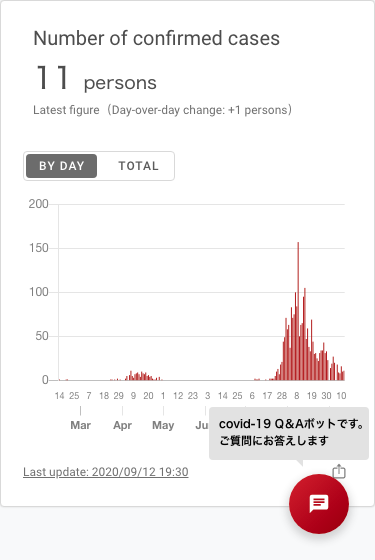 Number of confirmed cases
11 persons
Latest figure（Day-over-day change: +1 persons）
BY DAY TOTAL
200
150
100
50
0
14 25 7 18 29 9 20 1 12 23 3 14 25 6 17 28 8 19 30 10
Mar Apr May
covid-19 Q&Aボットです。
ご質問にお答えします
Last update: 2020/09/12 19:30